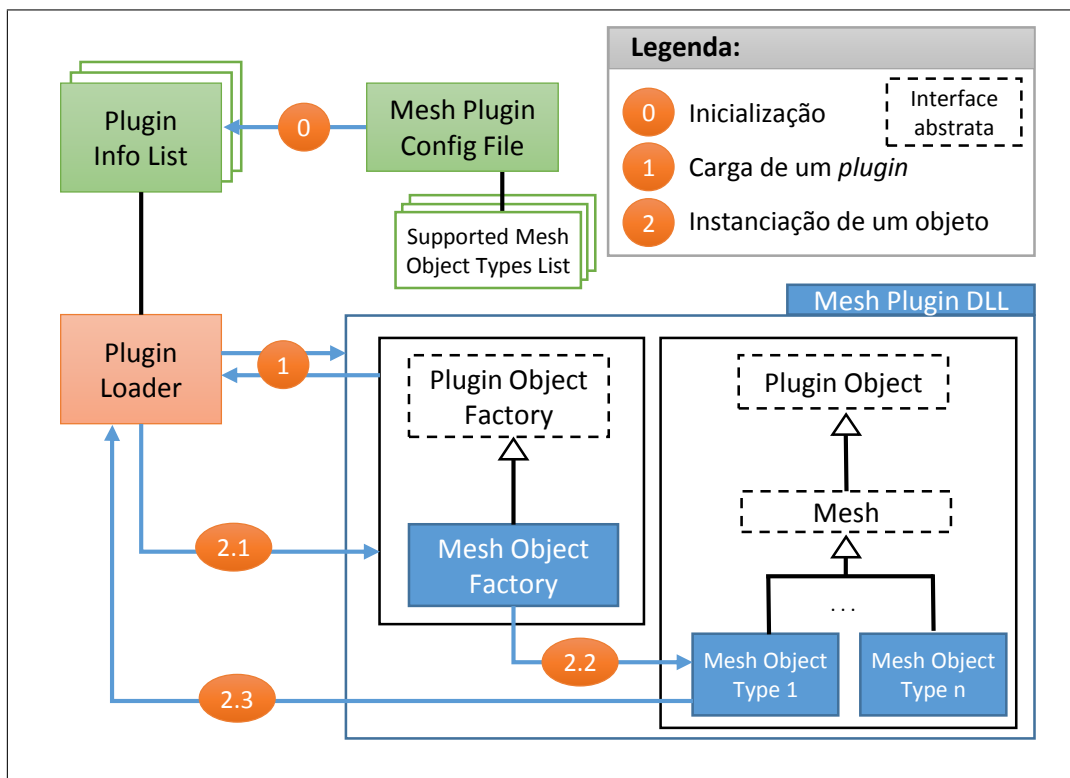 Plugin
Info List
0
Mesh Plugin
Config File
Supported Mesh
Object Types List
Legenda:
0 Inicialização
Interface
abstrata
1 Carga de um plugin
2 Instanciação de um objeto
Mesh Plugin DLL
Plugin
Loader
1
Plugin Object
Factory
Plugin Object
Mesh
2.1
Mesh Object
Factory
. . .
2.2
Mesh Object
Type 1
Mesh Object
Type n
2.3